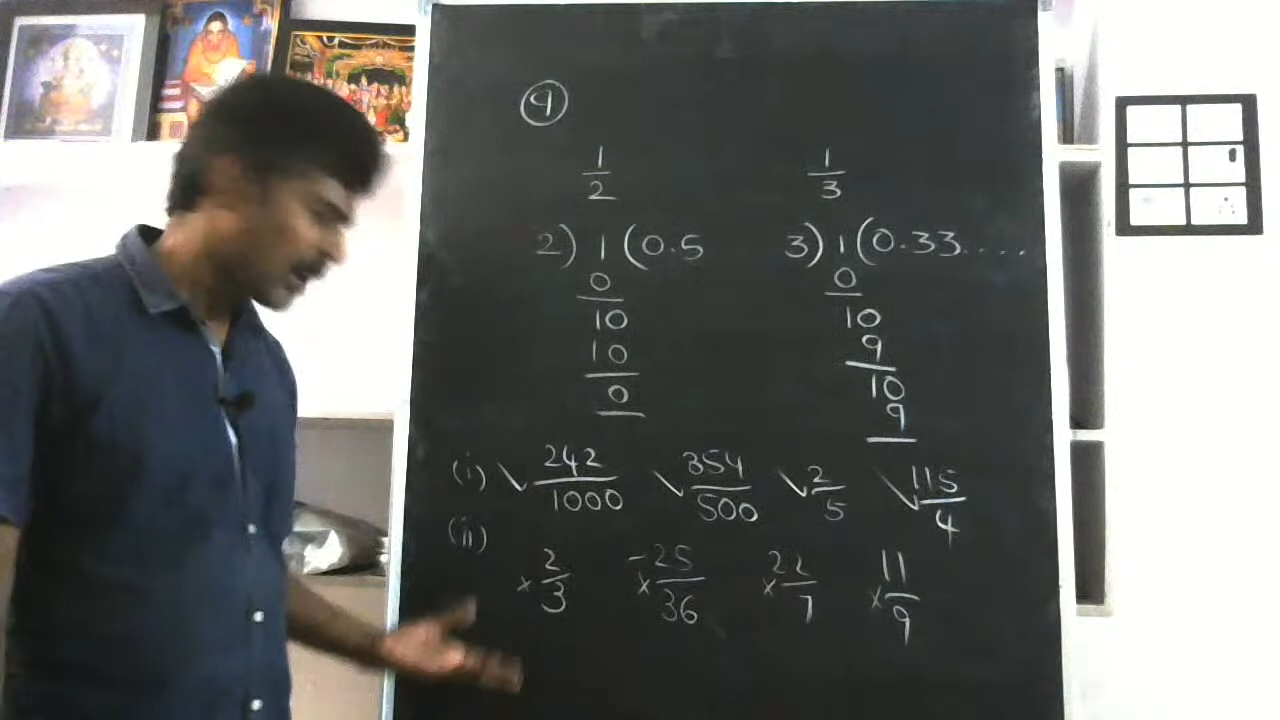 9
1/2 1/3
2) 1 (0.5 3) 1 (0.33....
0 0
10 10
10 9
0 10
9
(i) √ 242/1000 √ 354/500 √ 2/5 √ 115/4
(ii) × 2/3 × -25/36 × 22/7 × 11/9